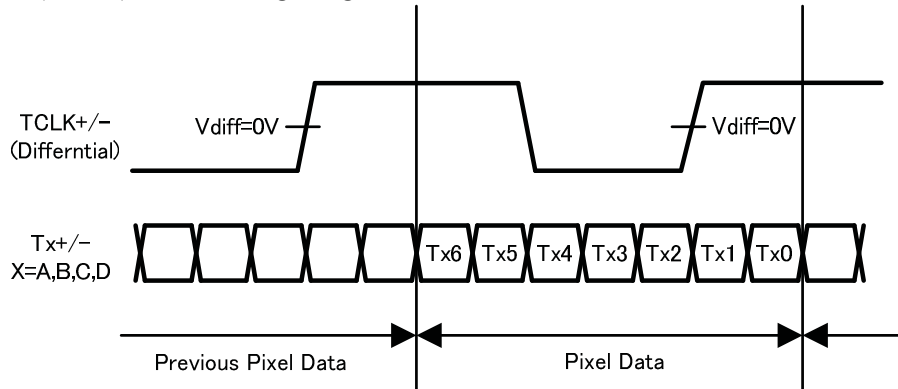 TCLK+/-
(Differntial)
Vdiff=0V
Vdiff=0V
Tx+/-
X=A,B,C,D
Tx6
Tx5
Tx4
Tx3
Tx2
Tx1
Tx0
Previous Pixel Data
Pixel Data